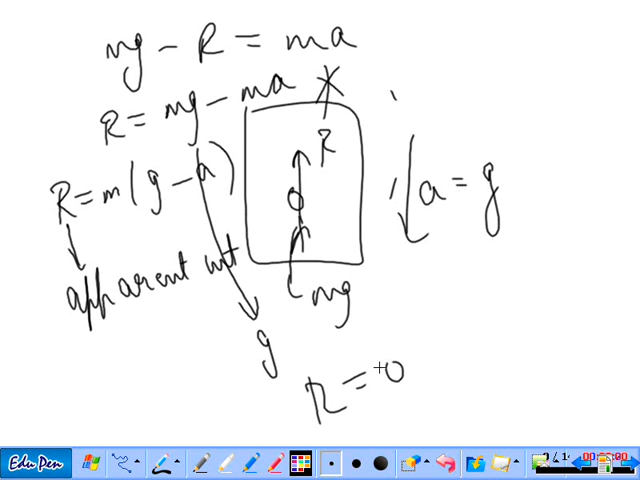 mg - R = ma
R = mg - ma
R = m(g - a)
R
a = g
apparent wt
mg
g
R = 0
Edu Pen